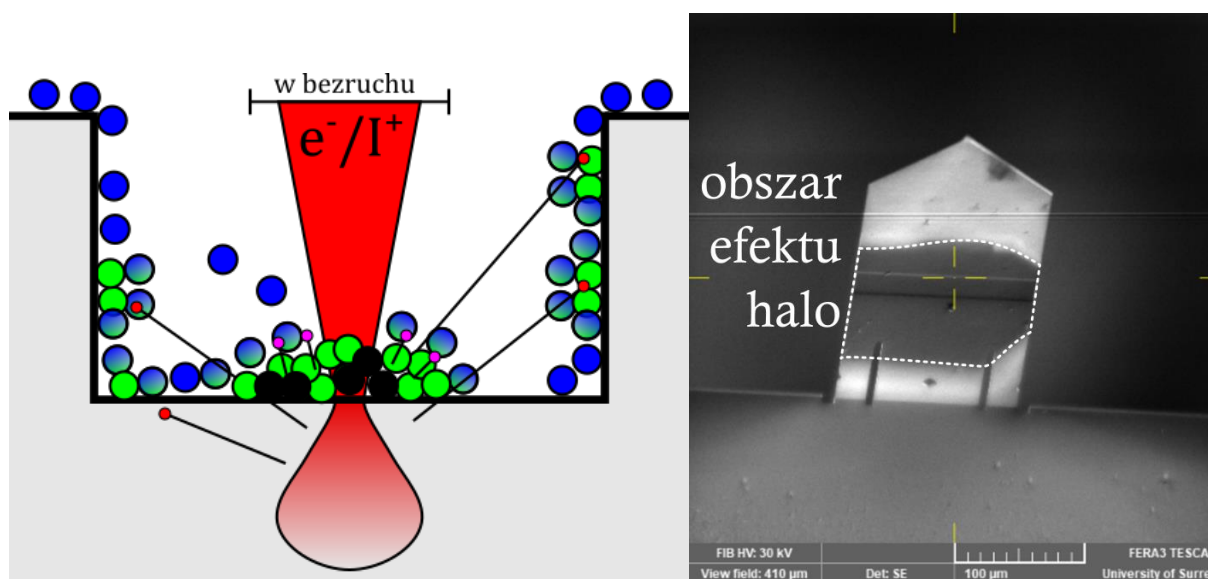 w bezruchu
e⁻/I⁺
obszar
efektu
halo
FIB HV: 30 kV
FERA3 TESCA
View field: 410 µm
Det: SE
100 µm
University of Surre